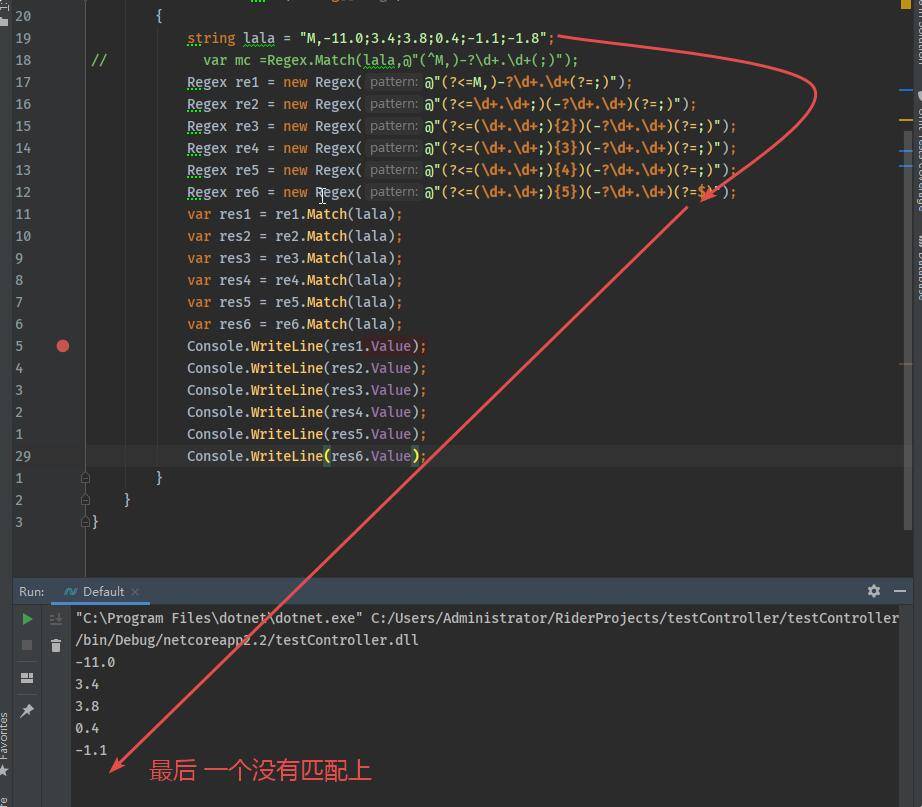 20 {
19 string lala = "M,-11.0;3.4;3.8;0.4;-1.1;-1.8";
18 // var mc =Regex.Match(lala,@"(^M,)-?\d+.\d+(;)");
17 Regex re1 = new Regex( pattern: @"(?<=M,)-?\d+.\d+(?=;)");
16 Regex re2 = new Regex( pattern: @"(?<=\d+.\d+;)(-?\d+.\d+)(?=;)");
15 Regex re3 = new Regex( pattern: @"(?<=(\d+.\d+;){2})(-?\d+.\d+)(?=;)");
14 Regex re4 = new Regex( pattern: @"(?<=(\d+.\d+;){3})(-?\d+.\d+)(?=;)");
13 Regex re5 = new Regex( pattern: @"(?<=(\d+.\d+;){4})(-?\d+.\d+)(?=;)");
12 Regex re6 = new Regex( pattern: @"(?<=(\d+.\d+;){5})(-?\d+.\d+)(?=$)");
11 var res1 = re1.Match(lala);
10 var res2 = re2.Match(lala);
9 var res3 = re3.Match(lala);
8 var res4 = re4.Match(lala);
7 var res5 = re5.Match(lala);
6 var res6 = re6.Match(lala);
5 Console.WriteLine(res1.Value);
4 Console.WriteLine(res2.Value);
3 Console.WriteLine(res3.Value);
2 Console.WriteLine(res4.Value);
1 Console.WriteLine(res5.Value);
29 Console.WriteLine(res6.Value);
1 }
2 }
3 }
Run: Default
"C:\Program Files\dotnet\dotnet.exe" C:/Users/Administrator/RiderProjects/testController/testController
/bin/Debug/netcoreapp2.2/testController.dll
-11.0
3.4
3.8
0.4
-1.1
最后 一个没有匹配上
Favorites